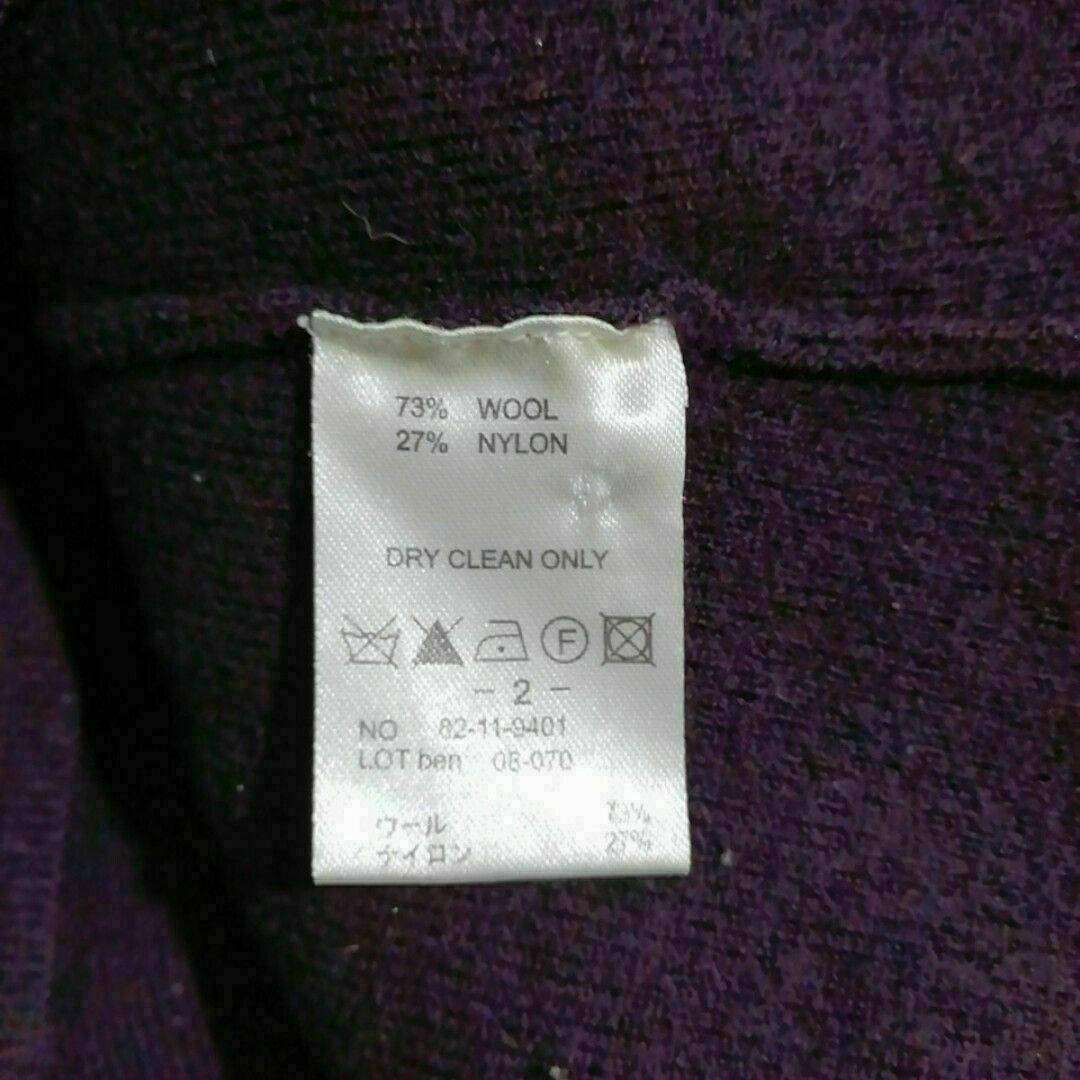 73% WOOL
27% NYLON
DRY CLEAN ONLY
F
- 2 -
NO 82-11-9401
LOT ben 08-070
ウール 73%
ナイロン 27%